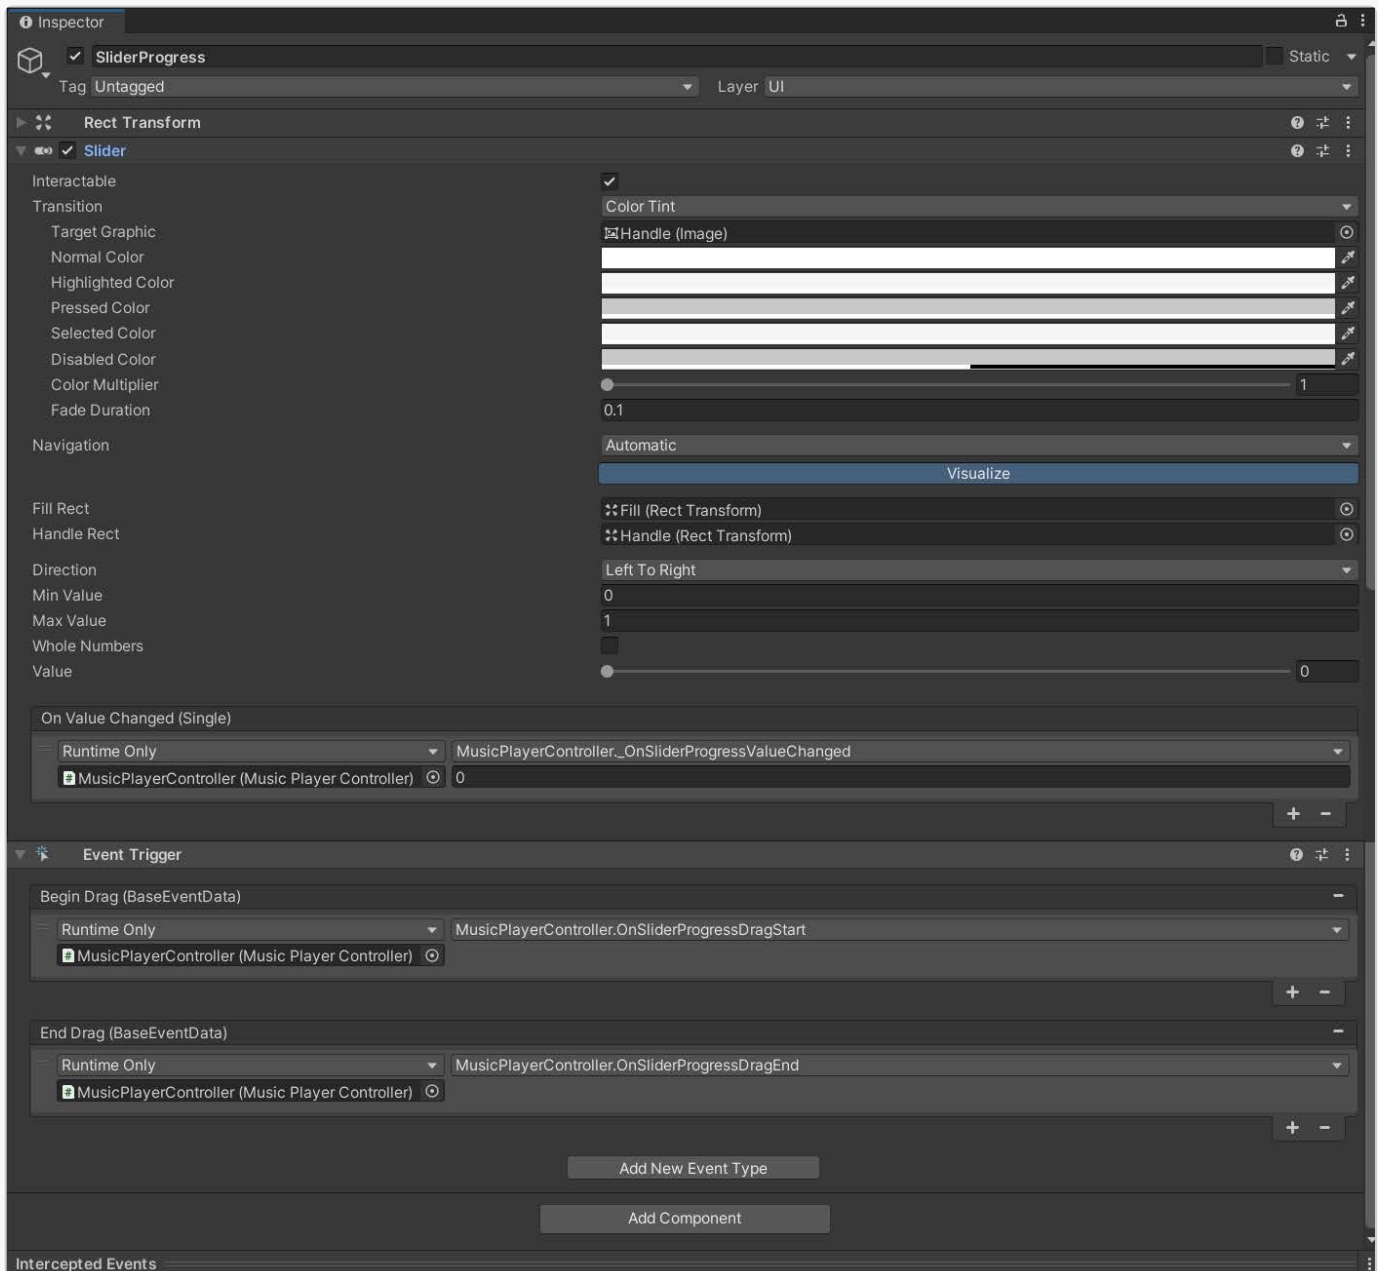 Inspector
SliderProgress
Static
Tag Untagged
Layer UI
Rect Transform
Slider
Interactable
Transition
Color Tint
Target Graphic
Handle (Image)
Normal Color
Highlighted Color
Pressed Color
Selected Color
Disabled Color
Color Multiplier
1
Fade Duration
0.1
Navigation
Automatic
Visualize
Fill Rect
Fill (Rect Transform)
Handle Rect
Handle (Rect Transform)
Direction
Left To Right
Min Value
0
Max Value
1
Whole Numbers
Value
0
On Value Changed (Single)
Runtime Only
MusicPlayerController._OnSliderProgressValueChanged
MusicPlayerController (Music Player Controller)
0
Event Trigger
Begin Drag (BaseEventData)
Runtime Only
MusicPlayerController.OnSliderProgressDragStart
MusicPlayerController (Music Player Controller)
End Drag (BaseEventData)
Runtime Only
MusicPlayerController.OnSliderProgressDragEnd
MusicPlayerController (Music Player Controller)
Add New Event Type
Add Component
Intercepted Events